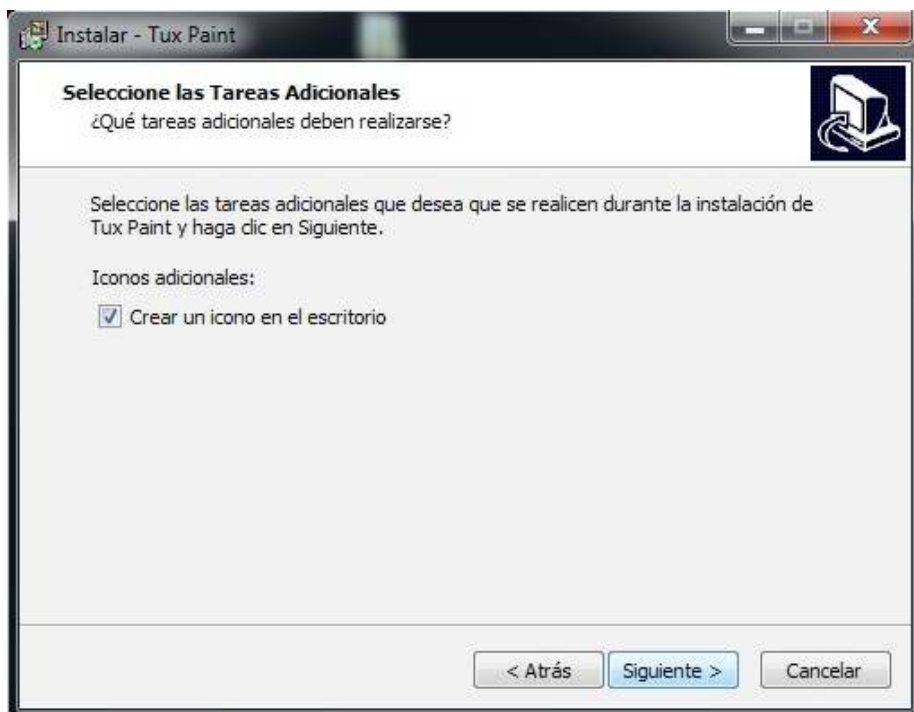 Instalar - Tux Paint
Seleccione las Tareas Adicionales
¿Qué tareas adicionales deben realizarse?
Seleccione las tareas adicionales que desea que se realicen durante la instalación de
Tux Paint y haga clic en Siguiente.
Iconos adicionales:
Crear un icono en el escritorio
< Atrás Siguiente > Cancelar